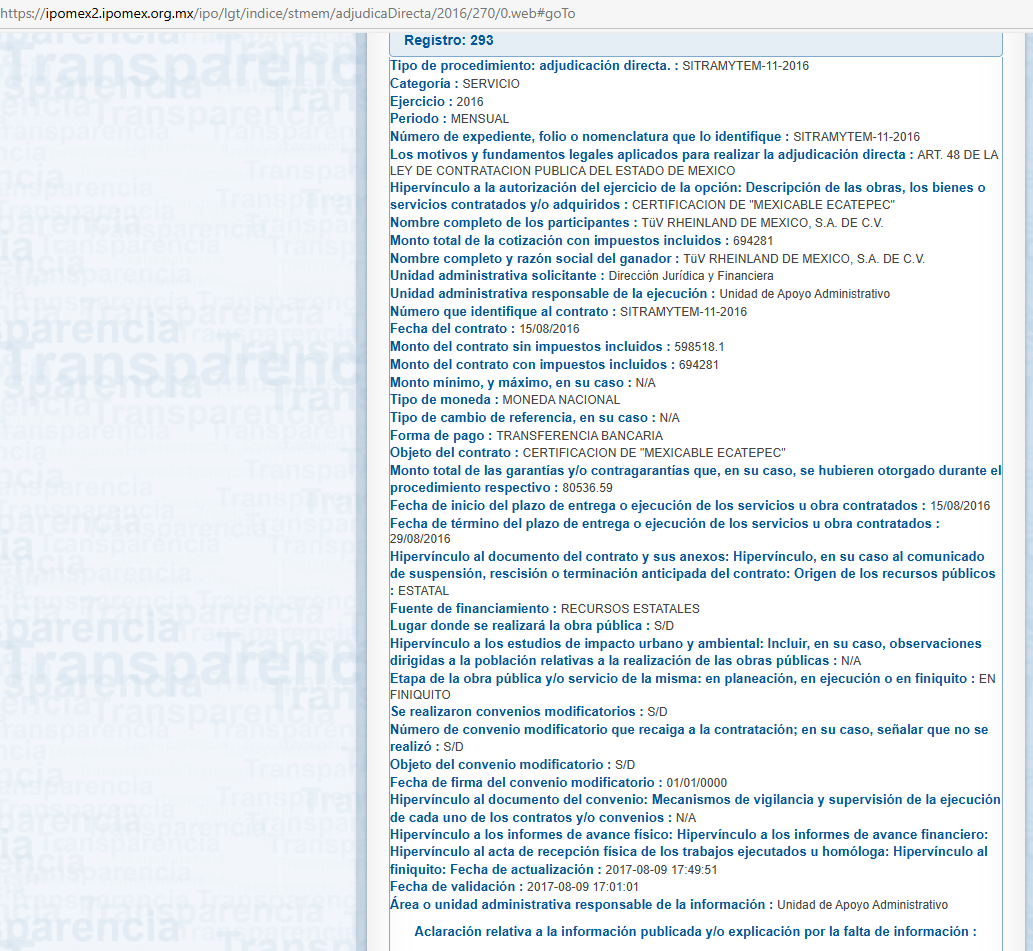 https://ipomex2.ipomex.org.mx/ipo/lgt/indice/stmem/adjudicaDirecta/2016/270/0.web#goTo
Registro: 293
Tipo de procedimiento: adjudicación directa. : SITRAMYTEM-11-2016
Categoría : SERVICIO
Ejercicio : 2016
Periodo : MENSUAL
Número de expediente, folio o nomenclatura que lo identifique : SITRAMYTEM-11-2016
Los motivos y fundamentos legales aplicados para realizar la adjudicación directa : ART. 48 DE LA
LEY DE CONTRATACION PUBLICA DEL ESTADO DE MEXICO
Hipervínculo a la autorización del ejercicio de la opción: Descripción de las obras, los bienes o
servicios contratados y/o adquiridos : CERTIFICACION DE "MEXICABLE ECATEPEC"
Nombre completo de los participantes : TüV RHEINLAND DE MEXICO, S.A. DE C.V.
Monto total de la cotización con impuestos incluidos : 694281
Nombre completo y razón social del ganador : TüV RHEINLAND DE MEXICO, S.A. DE C.V.
Unidad administrativa solicitante : Dirección Jurídica y Financiera
Unidad administrativa responsable de la ejecución : Unidad de Apoyo Administrativo
Número que identifique al contrato : SITRAMYTEM-11-2016
Fecha del contrato : 15/08/2016
Monto del contrato sin impuestos incluidos : 598518.1
Monto del contrato con impuestos incluidos : 694281
Monto mínimo, y máximo, en su caso : N/A
Tipo de moneda : MONEDA NACIONAL
Tipo de cambio de referencia, en su caso : N/A
Forma de pago : TRANSFERENCIA BANCARIA
Objeto del contrato : CERTIFICACION DE "MEXICABLE ECATEPEC"
Monto total de las garantías y/o contragarantías que, en su caso, se hubieren otorgado durante el
procedimiento respectivo : 80536.59
Fecha de inicio del plazo de entrega o ejecución de los servicios u obra contratados : 15/08/2016
Fecha de término del plazo de entrega o ejecución de los servicios u obra contratados :
29/08/2016
Hipervínculo al documento del contrato y sus anexos: Hipervínculo, en su caso al comunicado
de suspensión, rescisión o terminación anticipada del contrato: Origen de los recursos públicos
: ESTATAL
Fuente de financiamiento : RECURSOS ESTATALES
Lugar donde se realizará la obra pública : S/D
Hipervínculo a los estudios de impacto urbano y ambiental: Incluir, en su caso, observaciones
dirigidas a la población relativas a la realización de las obras públicas : N/A
Etapa de la obra pública y/o servicio de la misma: en planeación, en ejecución o en finiquito : EN
FINIQUITO
Se realizaron convenios modificatorios : S/D
Número de convenio modificatorio que recaiga a la contratación; en su caso, señalar que no se
realizó : S/D
Objeto del convenio modificatorio : S/D
Fecha de firma del convenio modificatorio : 01/01/0000
Hipervínculo al documento del convenio: Mecanismos de vigilancia y supervisión de la ejecución
de cada uno de los contratos y/o convenios : N/A
Hipervínculo a los informes de avance físico: Hipervínculo a los informes de avance financiero:
Hipervínculo al acta de recepción física de los trabajos ejecutados u homóloga: Hipervínculo al
finiquito: Fecha de actualización : 2017-08-09 17:49:51
Fecha de validación : 2017-08-09 17:01:01
Área o unidad administrativa responsable de la información : Unidad de Apoyo Administrativo
Aclaración relativa a la información publicada y/o explicación por la falta de información :